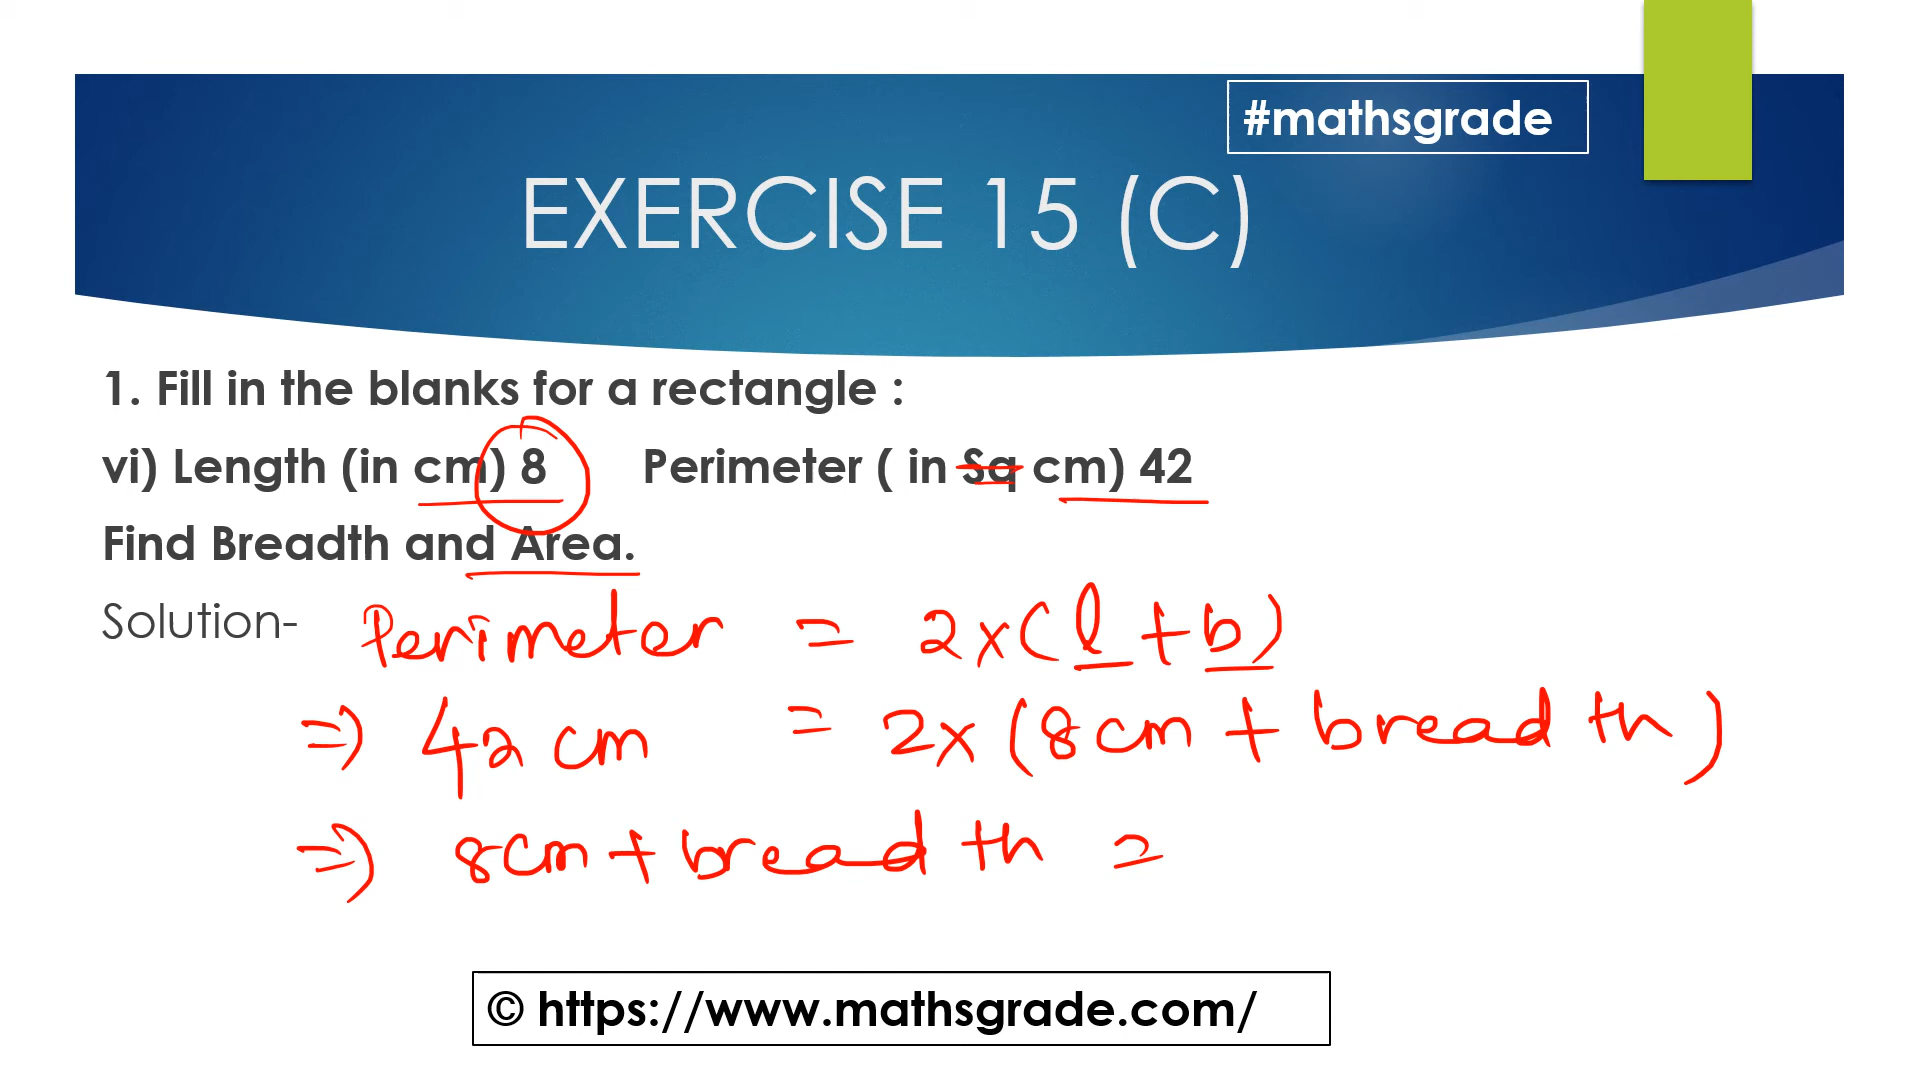 #mathsgrade
EXERCISE 15 (C)
1. Fill in the blanks for a rectangle :
vi) Length (in cm) 8 Perimeter ( in Sq cm) 42
Find Breadth and Area.
Solution- Perimeter = 2x(l+b)
=> 42 cm = 2x (8cm + breadth)
=> 8cm + breadth =
© https://www.mathsgrade.com/